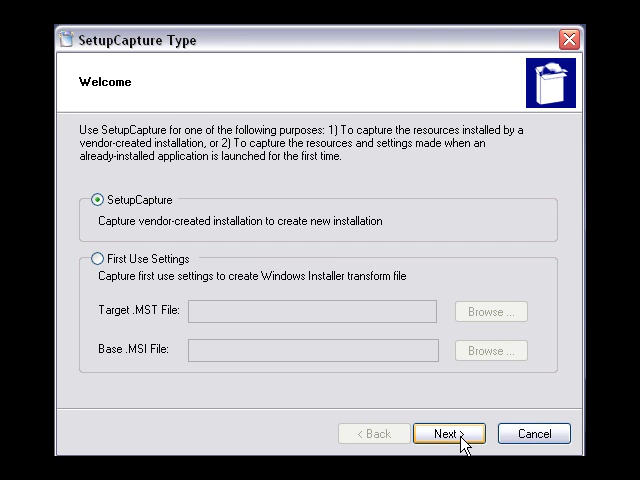 SetupCapture Type
Welcome
Use SetupCapture for one of the following purposes: 1) To capture the resources installed by a
vendor-created installation, or 2) To capture the resources and settings made when an
already-installed application is launched for the first time.
SetupCapture
Capture vendor-created installation to create new installation
First Use Settings
Capture first use settings to create Windows Installer transform file
Target .MST File:
Browse ...
Base .MSI File:
Browse ...
< Back
Next >
Cancel